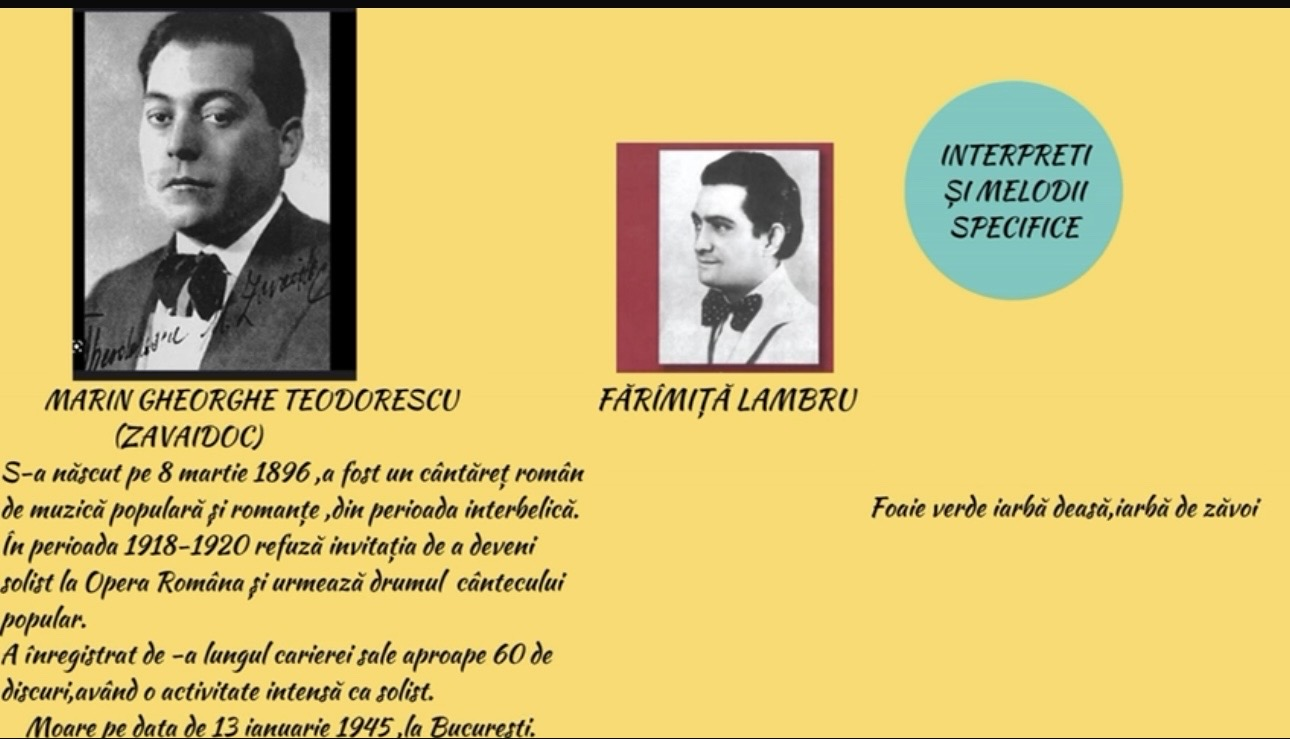 INTERPRETI
ȘI MELODII
SPECIFICE
MARIN GHEORGHE TEODORESCU
(ZAVAIDOC)
S-a născut pe 8 martie 1896 ,a fost un cântăreț român
de muzică populară și romanțe ,din perioada interbelică.
În perioada 1918-1920 refuză invitația de a deveni
solist la Opera Româna și urmează drumul cântecului
popular.
A înregistrat de -a lungul carierei sale aproape 60 de
discuri,având o activitate intensă ca solist.
Moare pe data de 13 ianuarie 1945 ,la București.
FĂRÎMIȚĂ LAMBRU
Foaie verde iarbă deasă,iarbă de zăvoi